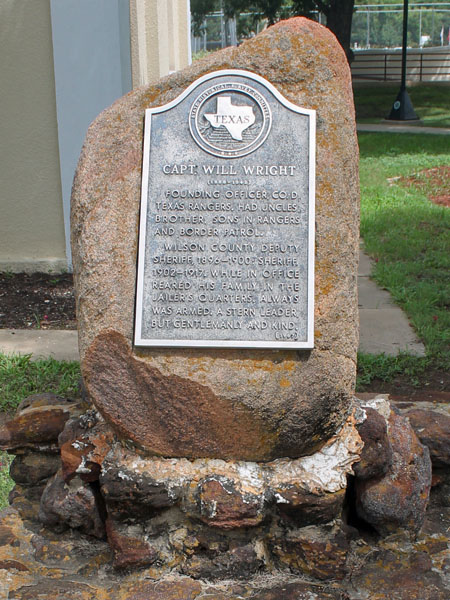 TEXAS
CAPT. WILL WRIGHT
FOUNDING OFFICER, CO. D,
TEXAS RANGERS. HAD UNCLES,
BROTHER, SONS IN RANGERS
AND BORDER PATROL.
WILSON COUNTY DEPUTY
SHERIFF, 1896-1900; SHERIFF,
1902-1917. WHILE IN OFFICE
REARED HIS FAMILY IN THE
JAILER'S QUARTERS. ALWAYS
WAS ARMED. A STERN LEADER,
BUT GENTLEMANLY AND KIND.